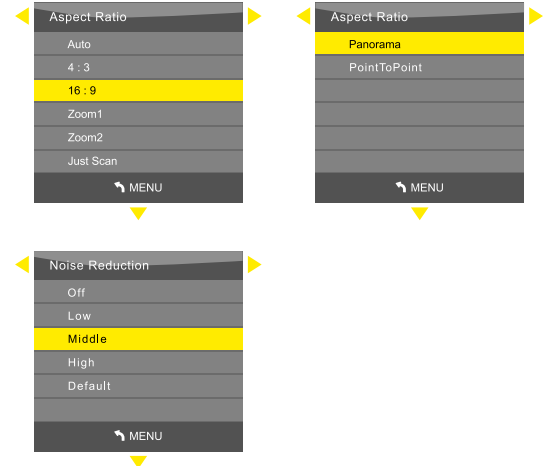 Aspect Ratio
Auto
4 : 3
16 : 9
Zoom1
Zoom2
Just Scan
MENU
Aspect Ratio
Panorama
PointToPoint
MENU
Noise Reduction
Off
Low
Middle
High
Default
MENU